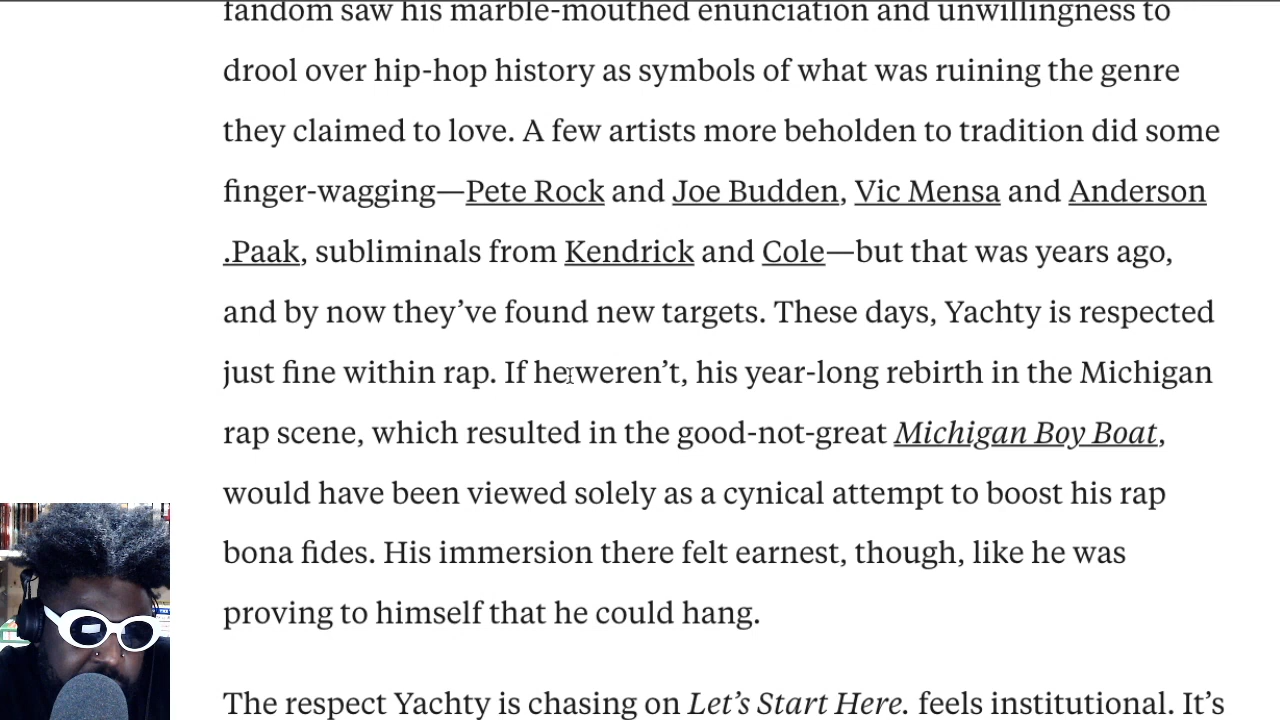 fandom saw his marble-mouthed enunciation and unwillingness to
drool over hip-hop history as symbols of what was ruining the genre
they claimed to love. A few artists more beholden to tradition did some
finger-wagging—Pete Rock and Joe Budden, Vic Mensa and Anderson
.Paak, subliminals from Kendrick and Cole—but that was years ago,
and by now they’ve found new targets. These days, Yachty is respected
just fine within rap. If he weren’t, his year-long rebirth in the Michigan
rap scene, which resulted in the good-not-great Michigan Boy Boat,
would have been viewed solely as a cynical attempt to boost his rap
bona fides. His immersion there felt earnest, though, like he was
proving to himself that he could hang.
The respect Yachty is chasing on Let’s Start Here. feels institutional. It’s